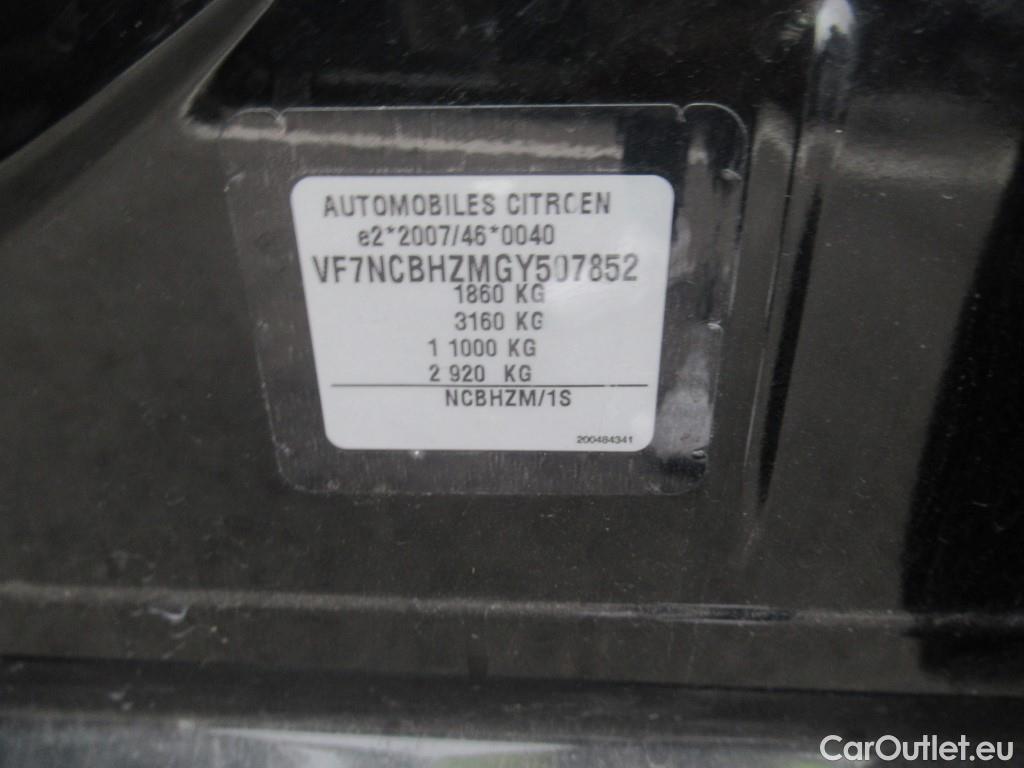 AUTOMOBILES CITROEN
e2*2007/46*0040
VF7NCBHZMGY507852
1860 KG
3160 KG
1 1000 KG
2 920 KG
NCBHZM/1S
200484341
CarOutlet.eu